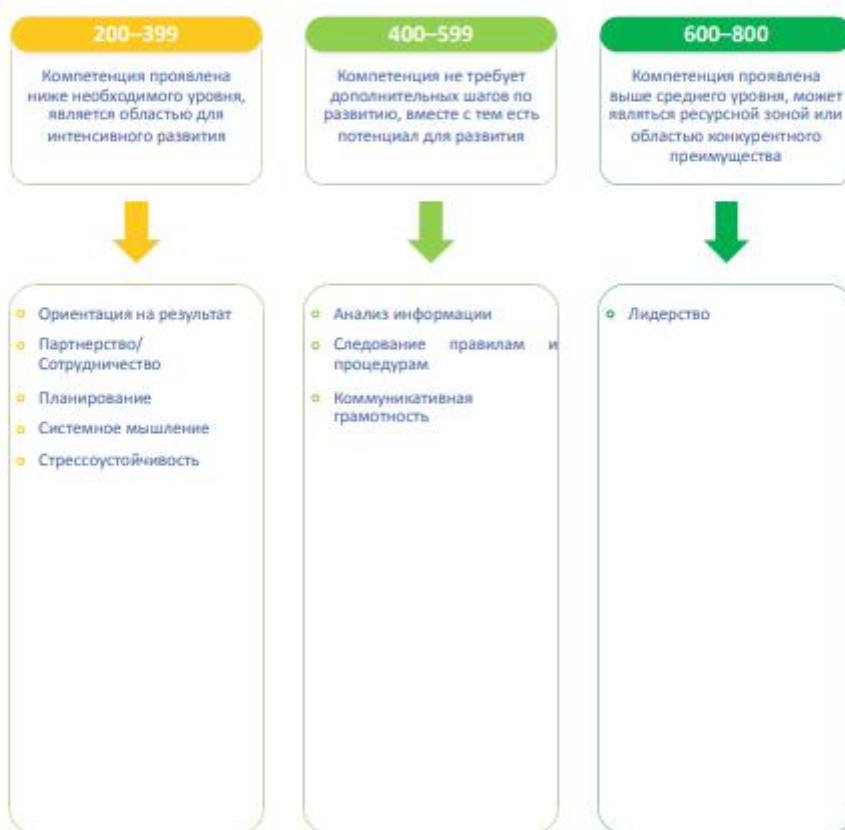 200–399
Компетенция проявлена
ниже необходимого уровня,
является областью для
интенсивного развития
400–599
Компетенция не требует
дополнительных шагов по
развитию, вместе с тем есть
потенциал для развития
600–800
Компетенция проявлена
выше среднего уровня, может
являться ресурсной зоной или
областью конкурентного
преимущества
Ориентация на результат
Партнерство/
Сотрудничество
Планирование
Системное мышление
Стрессоустойчивость
Анализ информации
Следование правилам и
процедурам
Коммуникативная
грамотность
Лидерство